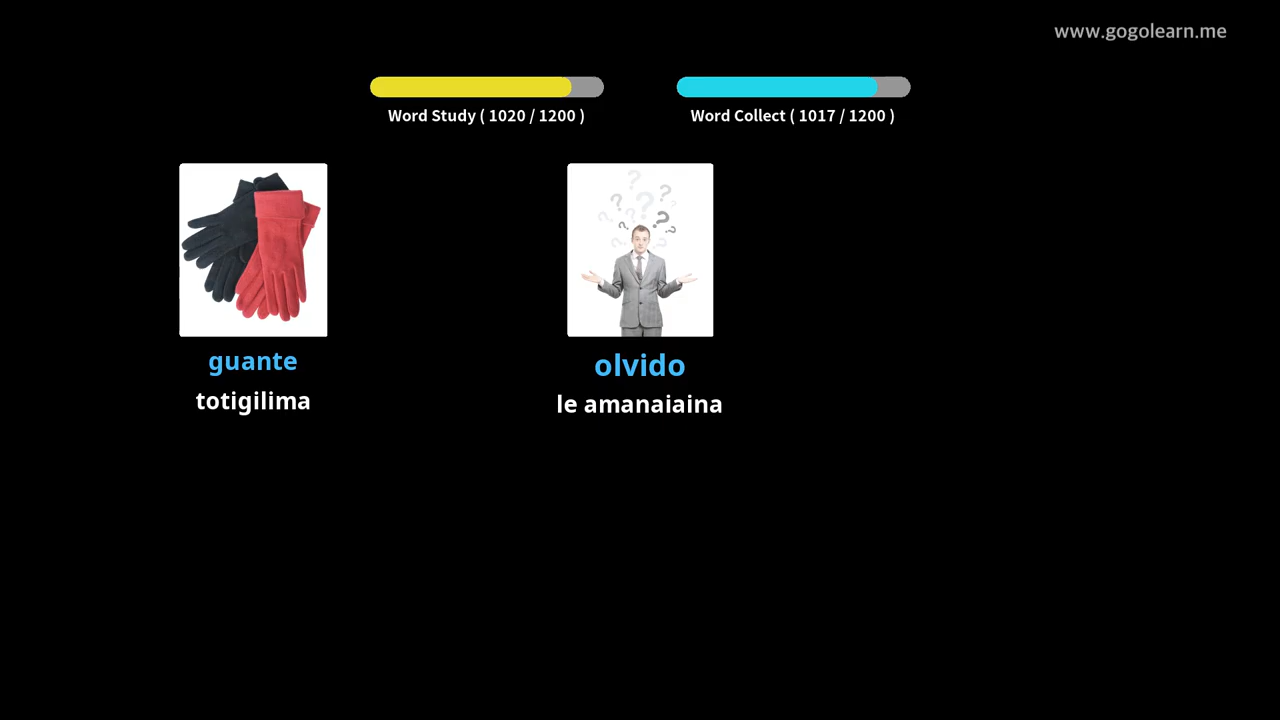 www.gogolearn.me
Word Study ( 1020 / 1200 )
Word Collect ( 1017 / 1200 )
guante
totigilima
olvido
le amanaiaina